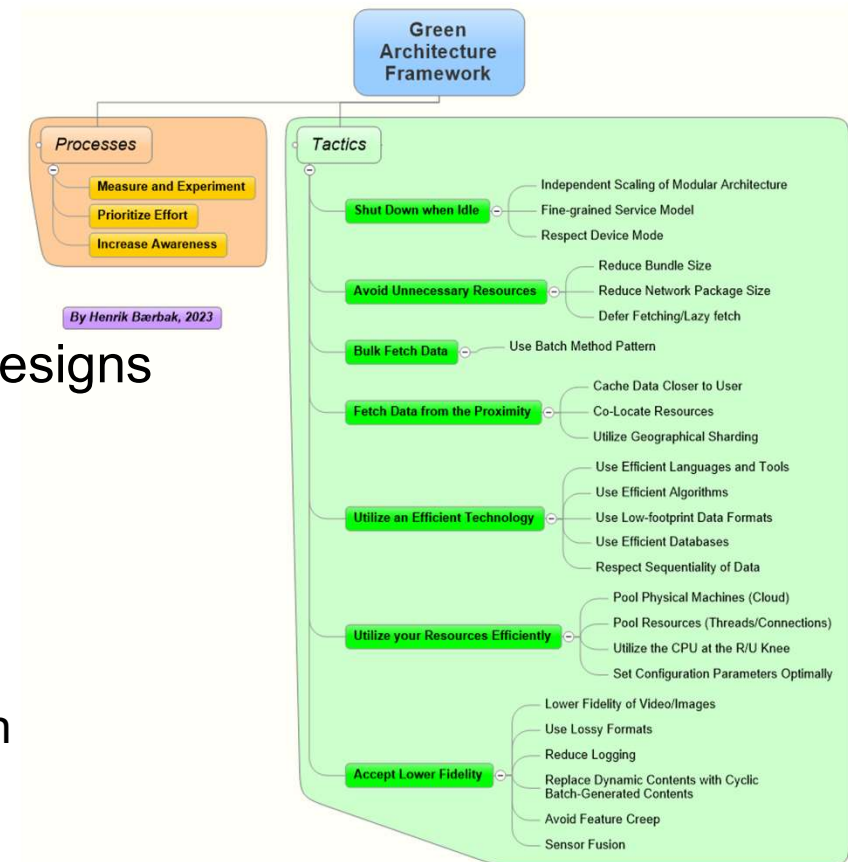 Green
Architecture
Framework
Processes
Measure and Experiment
Prioritize Effort
Increase Awareness
By Henrik Bærbak, 2023
esigns
n
Tactics
Shut Down when Idle
Independent Scaling of Modular Architecture
Fine-grained Service Model
Respect Device Mode
Avoid Unnecessary Resources
Reduce Bundle Size
Reduce Network Package Size
Defer Fetching/Lazy fetch
Bulk Fetch Data
Use Batch Method Pattern
Fetch Data from the Proximity
Cache Data Closer to User
Co-Locate Resources
Utilize Geographical Sharding
Utilize an Efficient Technology
Use Efficient Languages and Tools
Use Efficient Algorithms
Use Low-footprint Data Formats
Use Efficient Databases
Respect Sequentiality of Data
Utilize your Resources Efficiently
Pool Physical Machines (Cloud)
Pool Resources (Threads/Connections)
Utilize the CPU at the R/U Knee
Set Configuration Parameters Optimally
Accept Lower Fidelity
Lower Fidelity of Video/Images
Use Lossy Formats
Reduce Logging
Replace Dynamic Contents with Cyclic
Batch-Generated Contents
Avoid Feature Creep
Sensor Fusion